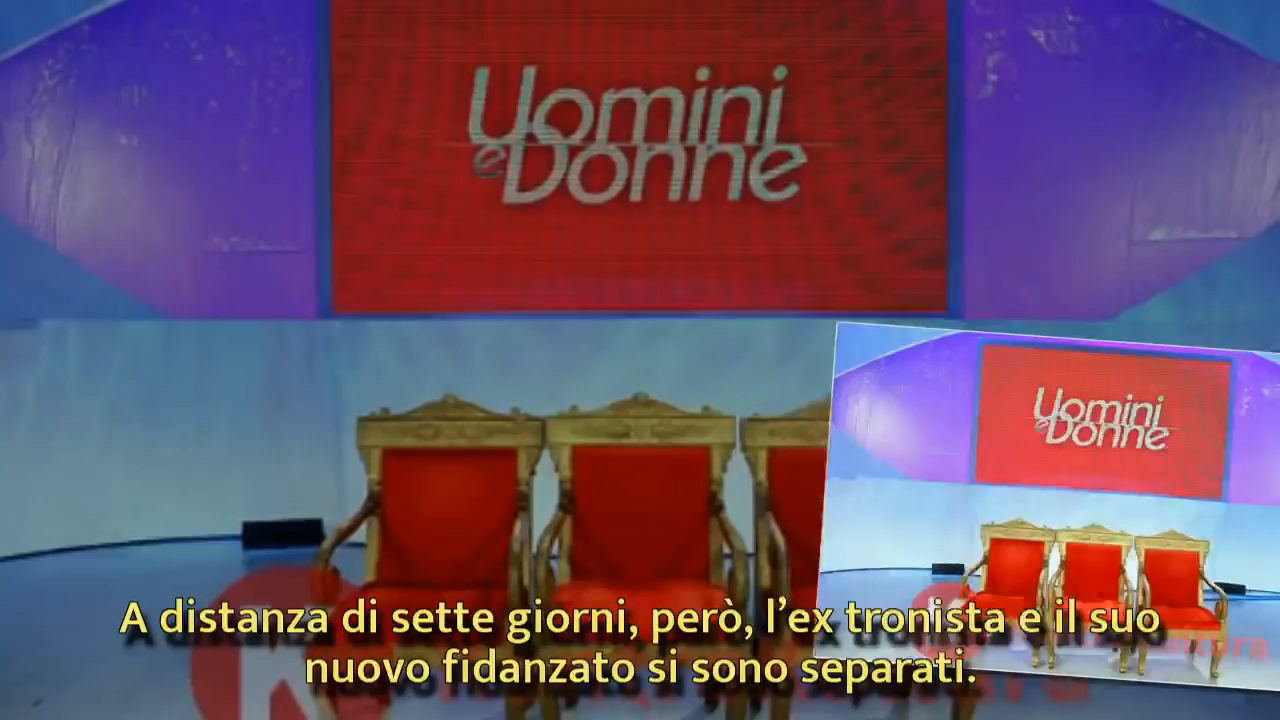 Uomini
e Donne
Uomini
e Donne
A distanza di sette giorni, però, l’ex tronista e il suo
nuovo fidanzato si sono separati.